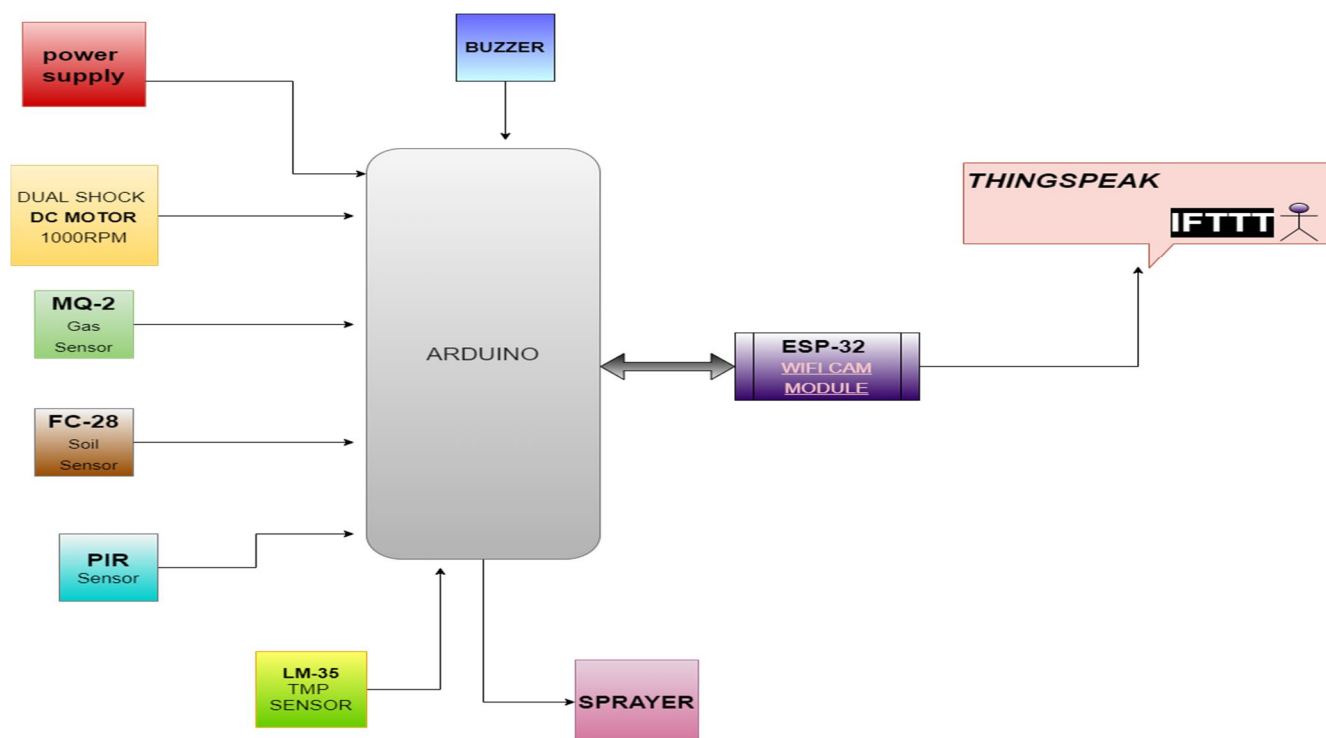 power
supply
BUZZER
DUAL SHOCK
DC MOTOR
1000RPM
THINGSPEAK
IFTTT
MQ-2
Gas
Sensor
ARDUINO
ESP-32
WIFI CAM
MODULE
FC-28
Soil
Sensor
PIR
Sensor
LM-35
TMP
SENSOR
SPRAYER